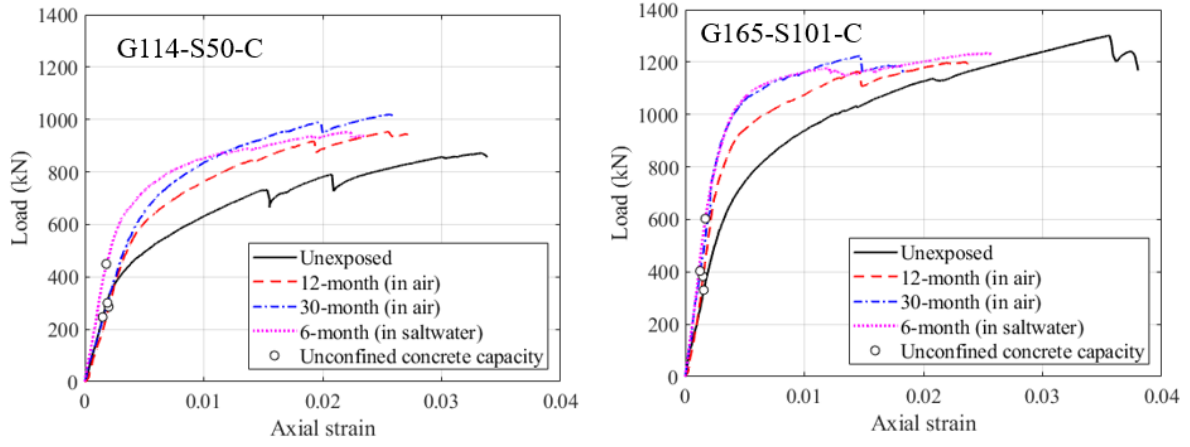 G114-S50-C
1400
1200
1000
800
600
400
200
0
Load (kN)
0
0.01
0.02
0.03
0.04
Axial strain
Unexposed
12-month (in air)
30-month (in air)
6-month (in saltwater)
Unconfined concrete capacity
G165-S101-C
1400
1200
1000
800
600
400
200
0
Load (kN)
0
0.01
0.02
0.03
0.04
Axial strain
Unexposed
12-month (in air)
30-month (in air)
6-month (in saltwater)
Unconfined concrete capacity